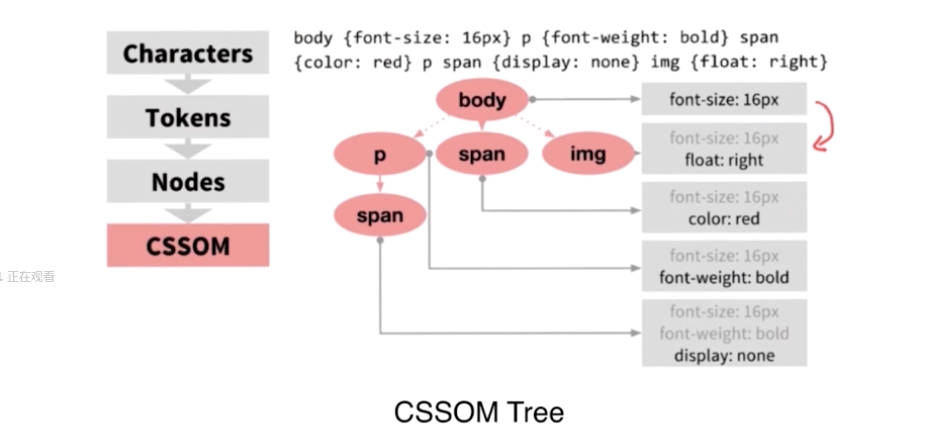 body {font-size: 16px} p {font-weight: bold} span
{color: red} p span {display: none} img {float: right}
Characters
Tokens
Nodes
CSSOM
body
p
span
img
span
font-size: 16px
font-size: 16px
float: right
font-size: 16px
color: red
font-size: 16px
font-weight: bold
font-size: 16px
font-weight: bold
display: none
正在观看
CSSOM Tree